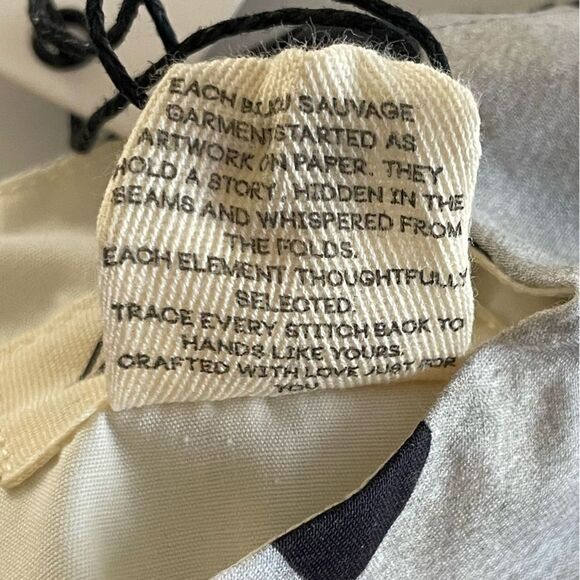 EACH BIJOU SAUVAGE
GARMENT STARTED AS
ARTWORK ON PAPER. THEY
HOLD A STORY, HIDDEN IN THE
SEAMS AND WHISPERED FROM
THE FOLDS.
EACH ELEMENT THOUGHTFULLY
SELECTED.
TRACE EVERY STITCH BACK TO
HANDS LIKE YOURS.
CRAFTED WITH LOVE JUST FOR
YOU